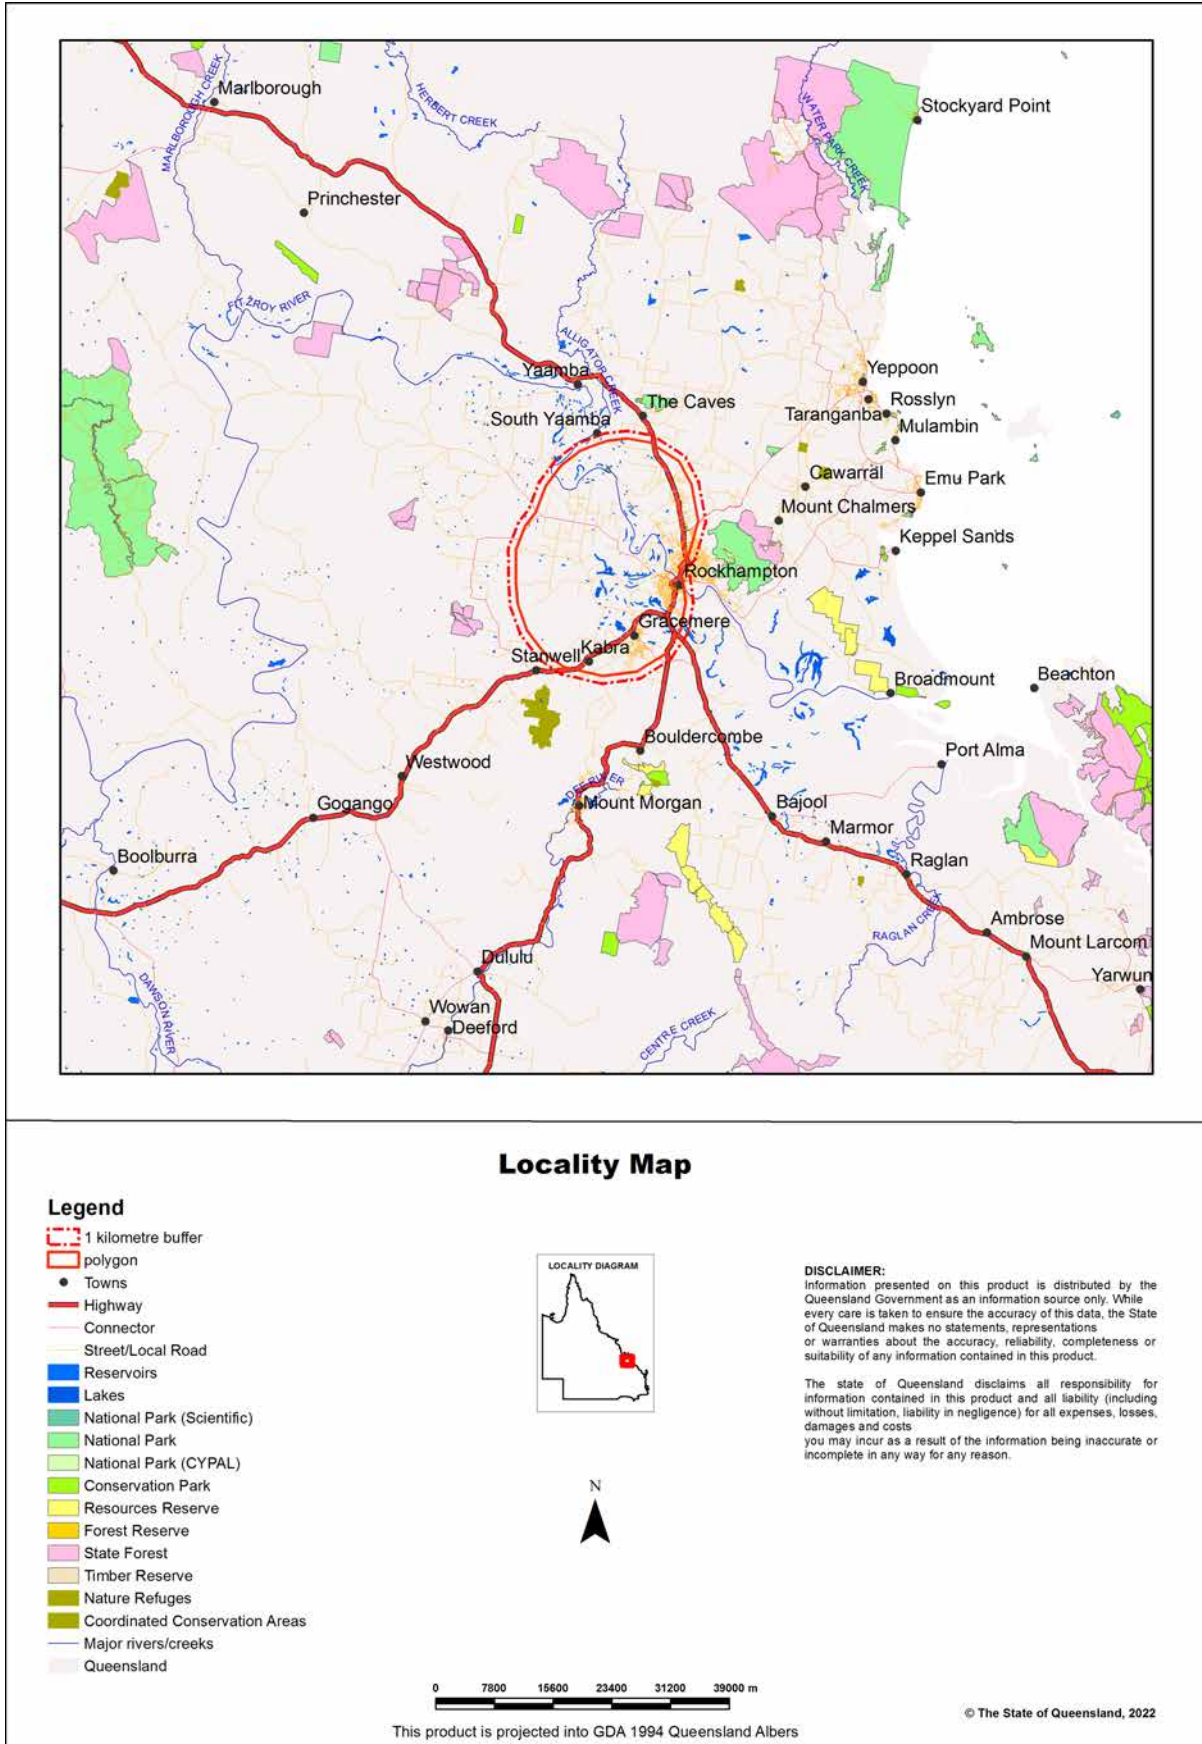 Marlborough
MARLBOROUGH CREEK
HERBERT CREEK
WATER PARK CREEK
Stockyard Point
Princhester
FITZROY RIVER
ALLIGATOR CREEK
Yaamba
Yeppoon
The Caves
Rosslyn
South Yaamba
Taranganba
Mulambin
Cawarral
Emu Park
Mount Chalmers
Keppel Sands
Rockhampton
Gracemere
Kabra
Stanwell
Broadmount
Beachton
Bouldercombe
Westwood
Port Alma
DEE RIVER
Mount Morgan
Gogango
Bajool
Marmor
Boolburra
Raglan
RAGLAN CREEK
Ambrose
Dululu
Mount Larcom
Yarwun
DAWSON RIVER
Wowan
Deeford
CENTRE CREEK
Locality Map
Legend
1 kilometre buffer
polygon
Towns
Highway
Connector
Street/Local Road
Reservoirs
Lakes
National Park (Scientific)
National Park
National Park (CYPAL)
Conservation Park
Resources Reserve
Forest Reserve
State Forest
Timber Reserve
Nature Refuges
Coordinated Conservation Areas
Major rivers/creeks
Queensland
LOCALITY DIAGRAM
N
DISCLAIMER:
Information presented on this product is distributed by the
Queensland Government as an information source only. While
every care is taken to ensure the accuracy of this data, the State
of Queensland makes no statements, representations
or warranties about the accuracy, reliability, completeness or
suitability of any information contained in this product.
The state of Queensland disclaims all responsibility for
information contained in this product and all liability (including
without limitation, liability in negligence) for all expenses, losses,
damages and costs
you may incur as a result of the information being inaccurate or
incomplete in any way for any reason.
0 7800 15600 23400 31200 39000 m
This product is projected into GDA 1994 Queensland Albers
© The State of Queensland, 2022